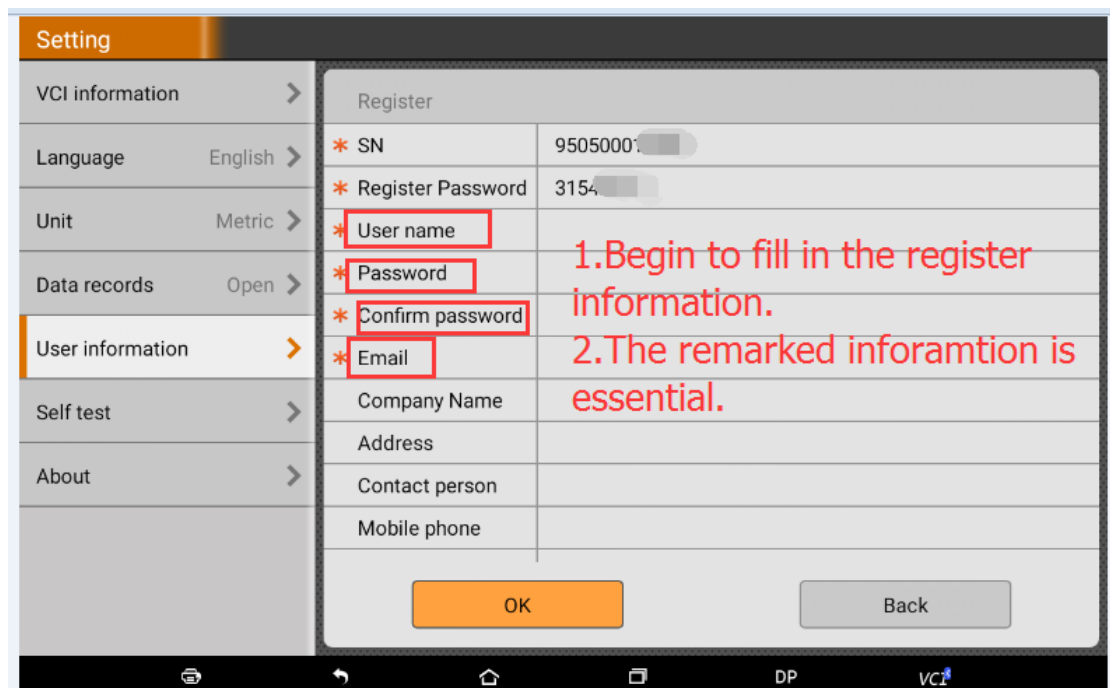 Setting
VCI information
Language English
Unit Metric
Data records Open
User information
Self test
About
Register
* SN 9505000
* Register Password 3154
* User name
* Password
* Confirm password
* Email
Company Name
Address
Contact person
Mobile phone
1.Begin to fill in the register
information.
2.The remarked inforamtion is
essential.
OK Back
DP VCI